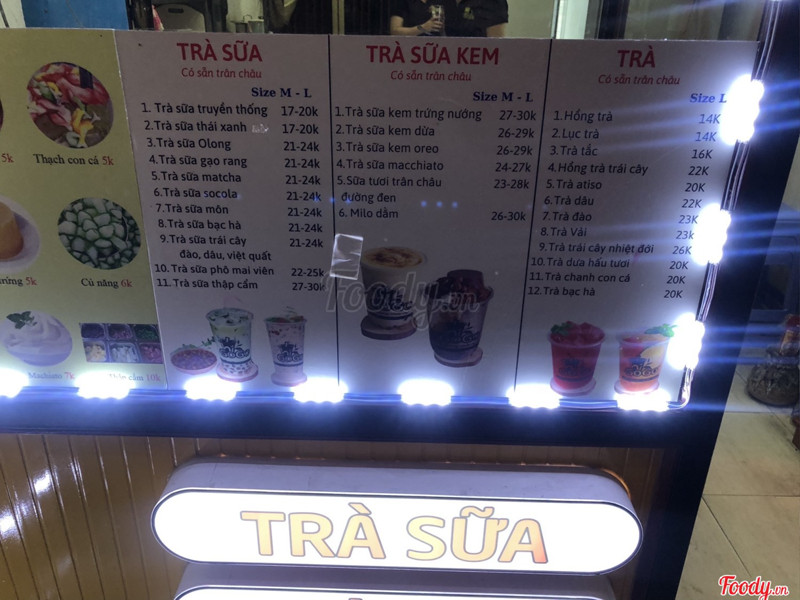 5k
Thạch con cá 5k
trứng 5k
Củ năng 6k
Machiato 7k
Thập cẩm 10k
TRÀ SỮA
Có sẵn trân châu
Size M - L
1. Trà sữa truyền thống 17-20k
2. Trà sữa thái xanh 17-20k
3. Trà sữa Olong 21-24k
4. Trà sữa gạo rang 21-24k
5. Trà sữa matcha 21-24k
6. Trà sữa socola 21-24k
7. Trà sữa môn 21-24k
8. Trà sữa bạc hà 21-24k
9. Trà sữa trái cây 21-24k
đào, dâu, việt quất
10. Trà sữa phô mai viên 22-25k
11. Trà sữa thập cẩm 27-30k
TRÀ SỮA KEM
Có sẵn trân châu
Size M - L
1.Trà sữa kem trứng nướng 27-30k
2.Trà sữa kem dừa 26-29k
3.Trà sữa kem oreo 26-29k
4.Trà sữa macchiato 24-27k
5.Sữa tươi trân châu 23-28k
đường đen
6. Milo dầm 26-30k
TRÀ
Có sẵn trân châu
Size L
1.Hồng trà 14K
2.Lục trà 14K
3.Trà tắc 16K
4.Hồng trà trái cây 22K
5.Trà atiso 20K
6.Trà dâu 22K
7.Trà đào 23K
8.Trà Vải 23K
9.Trà trái cây nhiệt đới 26K
10.Trà dưa hấu tươi 20K
11.Trà chanh con cá 20K
12.Trà bạc hà 20K
Foody.vn
TRÀ SỮA
Foody.vn